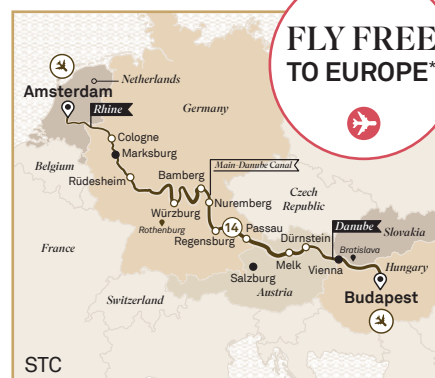 FLY FREE
TO EUROPE*
Netherlands
Amsterdam
Rhine
Germany
Cologne
Marksburg
Belgium
Rüdesheim
Bamberg
Main-Danube Canal
Würzburg
Nuremberg
Rothenburg
Czech
Republic
Regensburg
14
Passau
Dürnstein
Danube
Slovakia
Bratislava
France
Melk
Vienna
Hungary
Salzburg
Austria
Switzerland
Budapest
STC